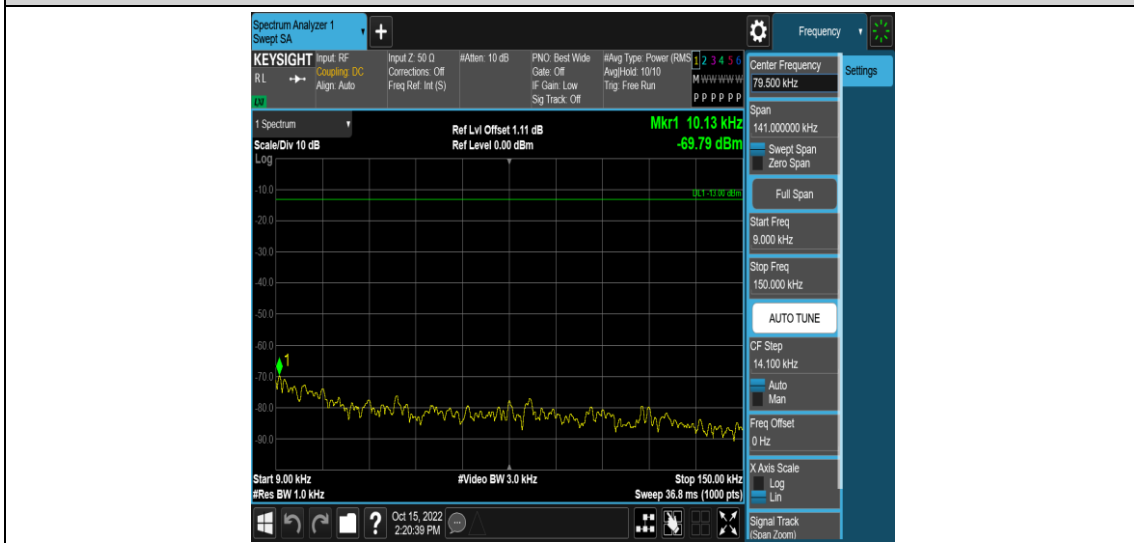 Spectrum Analyzer 1
Swept SA
+
Frequency
KEYSIGHT
RL
LXI
Input: RF
Coupling: DC
Align: Auto
Input Z: 50 Ω
Corrections: Off
Freq Ref: Int (S)
#Atten: 10 dB
PNO: Best Wide
Gate: Off
IF Gain: Low
Sig Track: Off
#Avg Type: Power (RMS
Avg|Hold: 10/10
Trig: Free Run
1 2 3 4 5 6
M W W W W W
P P P P P P
Center Frequency
79.500 kHz
Settings
1 Spectrum
Scale/Div 10 dB
Ref Lvl Offset 1.11 dB
Ref Level 0.00 dBm
Mkr1 10.13 kHz
-69.79 dBm
Log
-10.0
DL1 -13.00 dBm
-20.0
-30.0
-40.0
-50.0
-60.0
1
-70.0
-80.0
-90.0
Start 9.00 kHz
#Video BW 3.0 kHz
Stop 150.00 kHz
#Res BW 1.0 kHz
Sweep 36.8 ms (1000 pts)
Span
141.000000 kHz
Swept Span
Zero Span
Full Span
Start Freq
9.000 kHz
Stop Freq
150.000 kHz
AUTO TUNE
CF Step
14.100 kHz
Auto
Man
Freq Offset
0 Hz
X Axis Scale
Log
Lin
Signal Track
(Span Zoom)
?
Oct 15, 2022
2:20:39 PM